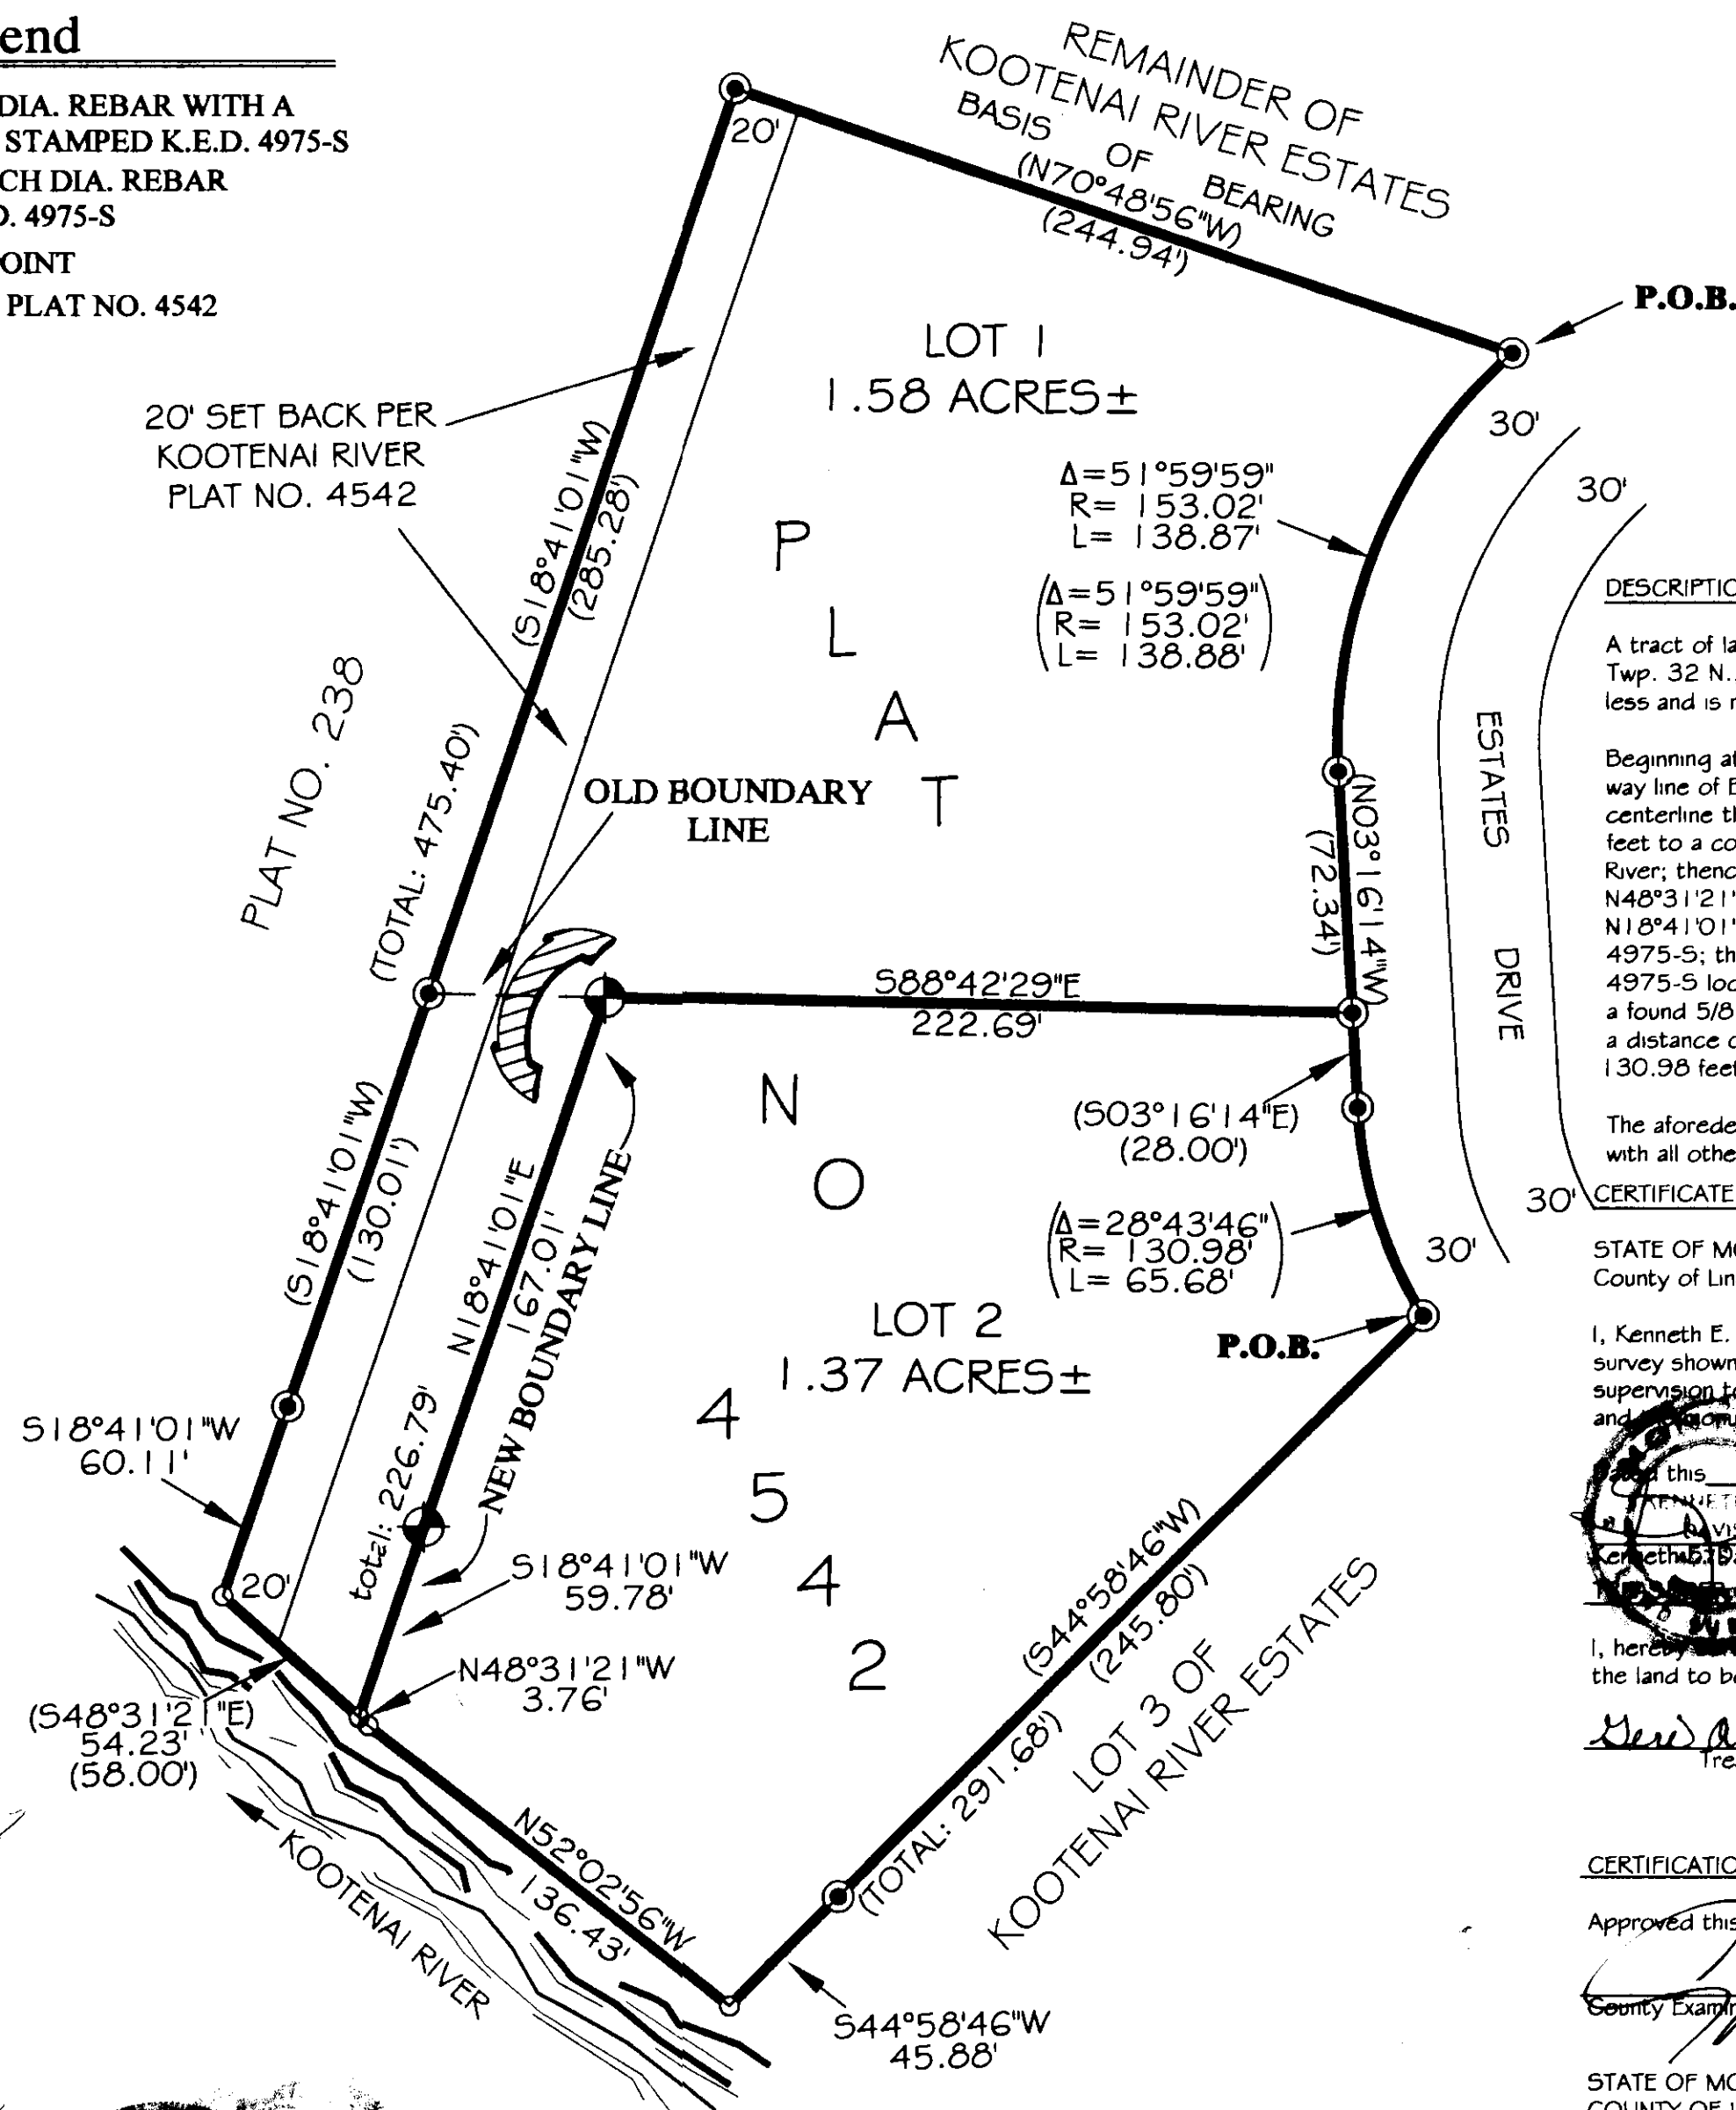 end
DIA. REBAR WITH A
STAMPED K.E.D. 4975-S
CH DIA. REBAR
D. 4975-S
OINT
PLAT NO. 4542
REMAINDER OF
KOOTENAI RIVER ESTATES
BASIS OF BEARING
(N70°48'56"W)
(244.94')
20'
P.O.B.
LOT 1
1.58 ACRES±
20' SET BACK PER
KOOTENAI RIVER
PLAT NO. 4542
(S18°41'01"W)
(285.28')
30'
30'
Δ=51°59'59"
R= 153.02'
L= 138.87'
(Δ=51°59'59")
(R= 153.02')
(L= 138.88')
PLAT
PLAT NO. 238
(TOTAL: 475.40')
OLD BOUNDARY
LINE
(N03°16'14"W)
(72.34')
ESTATES DRIVE
S88°42'29"E
222.69'
(S18°41'01"W)
(130.01')
N18°41'01"E
167.01'
NEW BOUNDARY LINE
total: 226.79'
NO
(S03°16'14"E)
(28.00')
(Δ=28°43'46")
(R= 130.98')
(L= 65.68')
30'
30'
LOT 2
1.37 ACRES±
P.O.B.
4542
S18°41'01"W
60.11'
20'
S18°41'01"W
59.78'
N48°31'21"W
3.76'
(S48°31'21"E)
54.23'
(58.00')
KOOTENAI RIVER
N52°02'56"W
136.43'
(S44°58'46"W)
(245.80')
(TOTAL: 291.68')
LOT 3 OF
KOOTENAI RIVER ESTATES
S44°58'46"W
45.88'
DESCRIPTIO
A tract of la
Twp. 32 N.
less and is
Beginning at
way line of E
centerline th
feet to a co
River; thenc
N48°31'21"
N18°41'01"
4975-S; th
4975-S loc
a found 5/8
a distance
130.98 feet
The aforede
with all othe
CERTIFICATE
STATE OF MO
County of Lin
I, Kenneth E.
survey shown
supervision to
and
this
I, hereby
the land to be
Tre
CERTIFICATIO
Approved this
County Examin
STATE OF MO